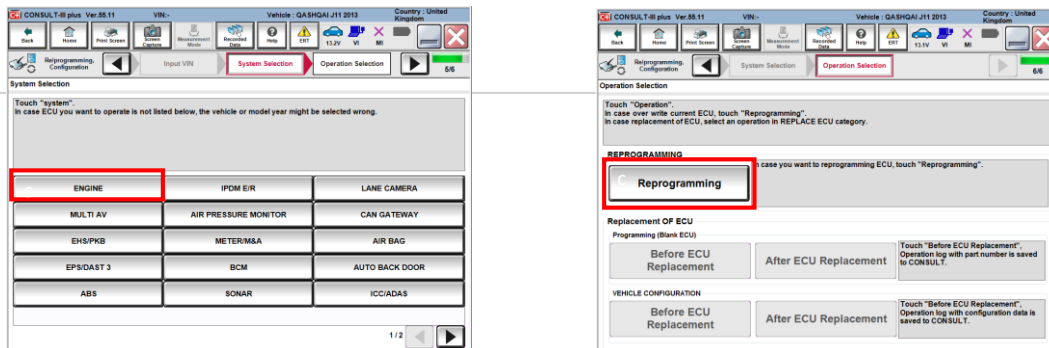 CONSULT-III plus Ver.55.11 VIN:- Vehicle : QASHQAI J11 2013 Country : United Kingdom
Back Home Print Screen Screen Capture Measurement Mode Recorded Data Help ERT 13.2V VI MI
Re/programming, Configuration Input VIN System Selection Operation Selection 5/6
System Selection
Touch "system".
In case ECU you want to operate is not listed below, the vehicle or model year might be selected wrong.
ENGINE IPDM E/R LANE CAMERA
MULTI AV AIR PRESSURE MONITOR CAN GATEWAY
EHS/PKB METER/M&A AIR BAG
EPS/DAST 3 BCM AUTO BACK DOOR
ABS SONAR ICC/ADAS
1/2
CONSULT-III plus Ver.55.11 VIN:- Vehicle : QASHQAI J11 2013 Country : United Kingdom
Back Home Print Screen Screen Capture Measurement Mode Recorded Data Help ERT 13.1V VI MI
Re/programming, Configuration System Selection Operation Selection 6/6
Operation Selection
Touch "Operation".
In case over write current ECU, touch "Reprogramming".
In case replacement of ECU, select an operation in REPLACE ECU category.
REPROGRAMMING
Reprogramming
case you want to reprogramming ECU, touch "Reprogramming".
Replacement OF ECU
Programming (Blank ECU)
Before ECU Replacement
After ECU Replacement
Touch "Before ECU Replacement",
Operation log with part number is saved
to CONSULT.
VEHICLE CONFIGURATION
Before ECU Replacement
After ECU Replacement
Touch "Before ECU Replacement",
Operation log with configuration data is
saved to CONSULT.